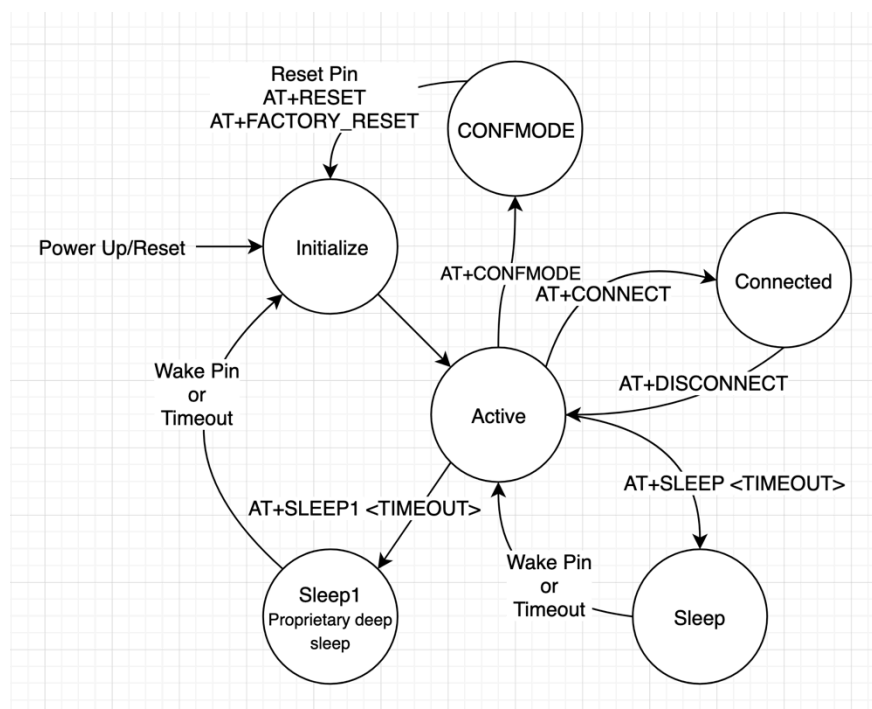 Reset Pin
AT+RESET
AT+FACTORY_RESET
CONFMODE
Power Up/Reset
Initialize
AT+CONFMODE
AT+CONNECT
Connected
Wake Pin
or
Timeout
AT+DISCONNECT
Active
AT+SLEEP1 <TIMEOUT>
AT+SLEEP <TIMEOUT>
Wake Pin
or
Timeout
Sleep1
Proprietary deep
sleep
Sleep